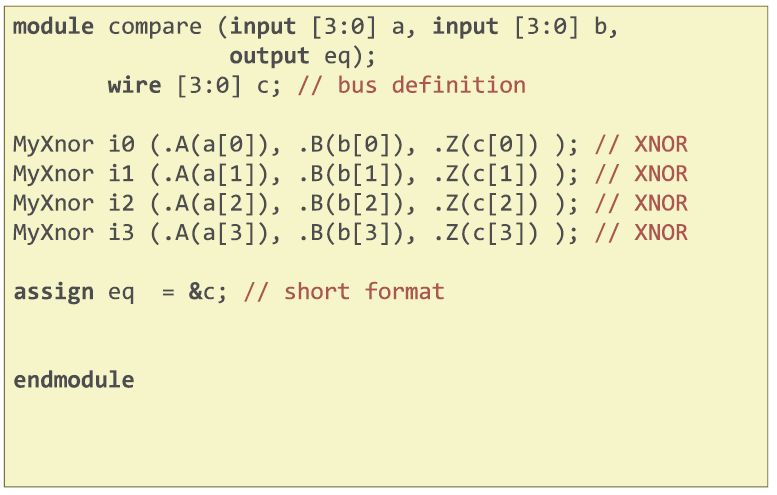 module compare (input [3:0] a, input [3:0] b,
output eq);
wire [3:0] c; // bus definition
MyXnor i0 (.A(a[0]), .B(b[0]), .Z(c[0]) ); // XNOR
MyXnor i1 (.A(a[1]), .B(b[1]), .Z(c[1]) ); // XNOR
MyXnor i2 (.A(a[2]), .B(b[2]), .Z(c[2]) ); // XNOR
MyXnor i3 (.A(a[3]), .B(b[3]), .Z(c[3]) ); // XNOR
assign eq = &c; // short format
endmodule